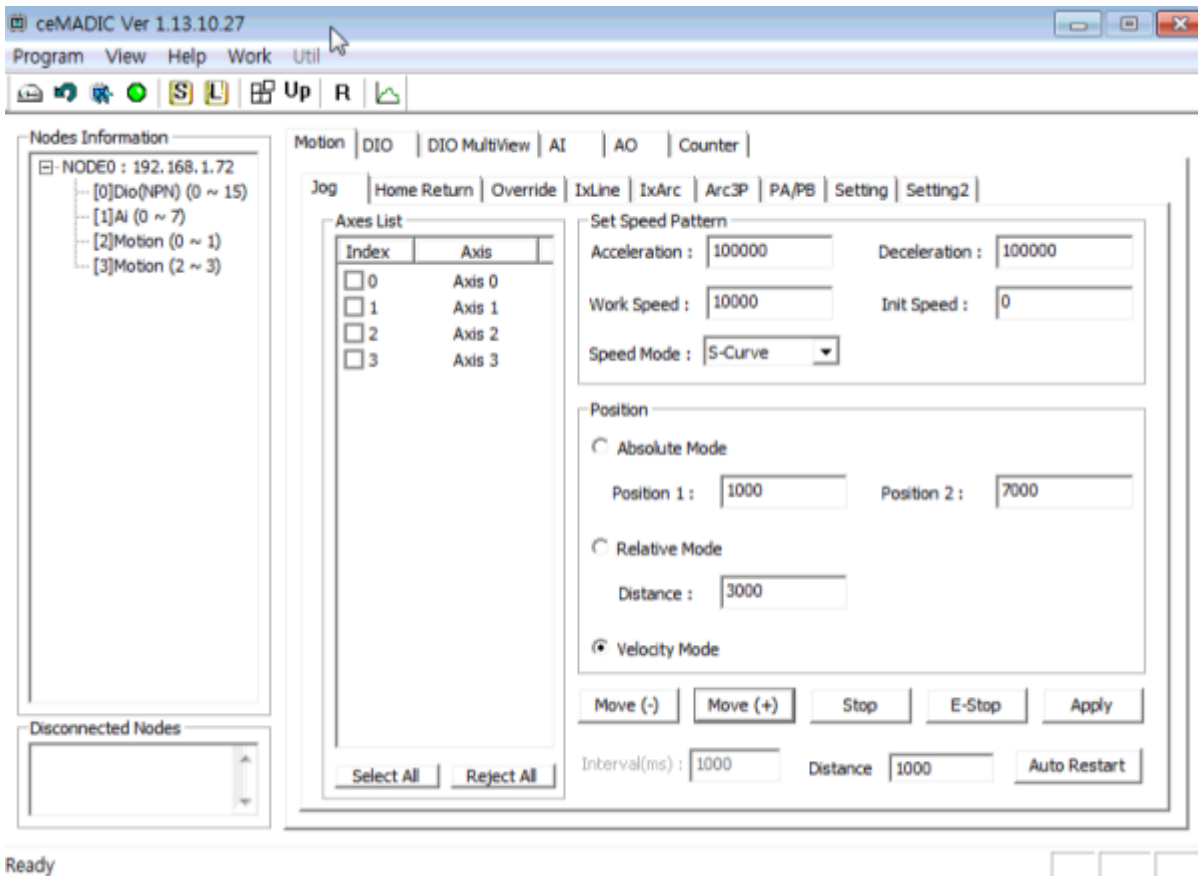 ceMADIC Ver 1.13.10.27
Program View Help Work Util
S L Up R
Nodes Information
NODE0 : 192.168.1.72
[0]Dio(NPN) (0 ~ 15)
[1]Ai (0 ~ 7)
[2]Motion (0 ~ 1)
[3]Motion (2 ~ 3)
Disconnected Nodes
Motion DIO DIO MultiView AI AO Counter
Jog Home Return Override IxLine IxArc Arc3P PA/PB Setting Setting2
Axes List
Index Axis
0 Axis 0
1 Axis 1
2 Axis 2
3 Axis 3
Select All Reject All
Set Speed Pattern
Acceleration : 100000 Deceleration : 100000
Work Speed : 10000 Init Speed : 0
Speed Mode : S-Curve
Position
Absolute Mode
Position 1 : 1000 Position 2 : 7000
Relative Mode
Distance : 3000
Velocity Mode
Move (-) Move (+) Stop E-Stop Apply
Interval(ms) : 1000 Distance 1000 Auto Restart
Ready